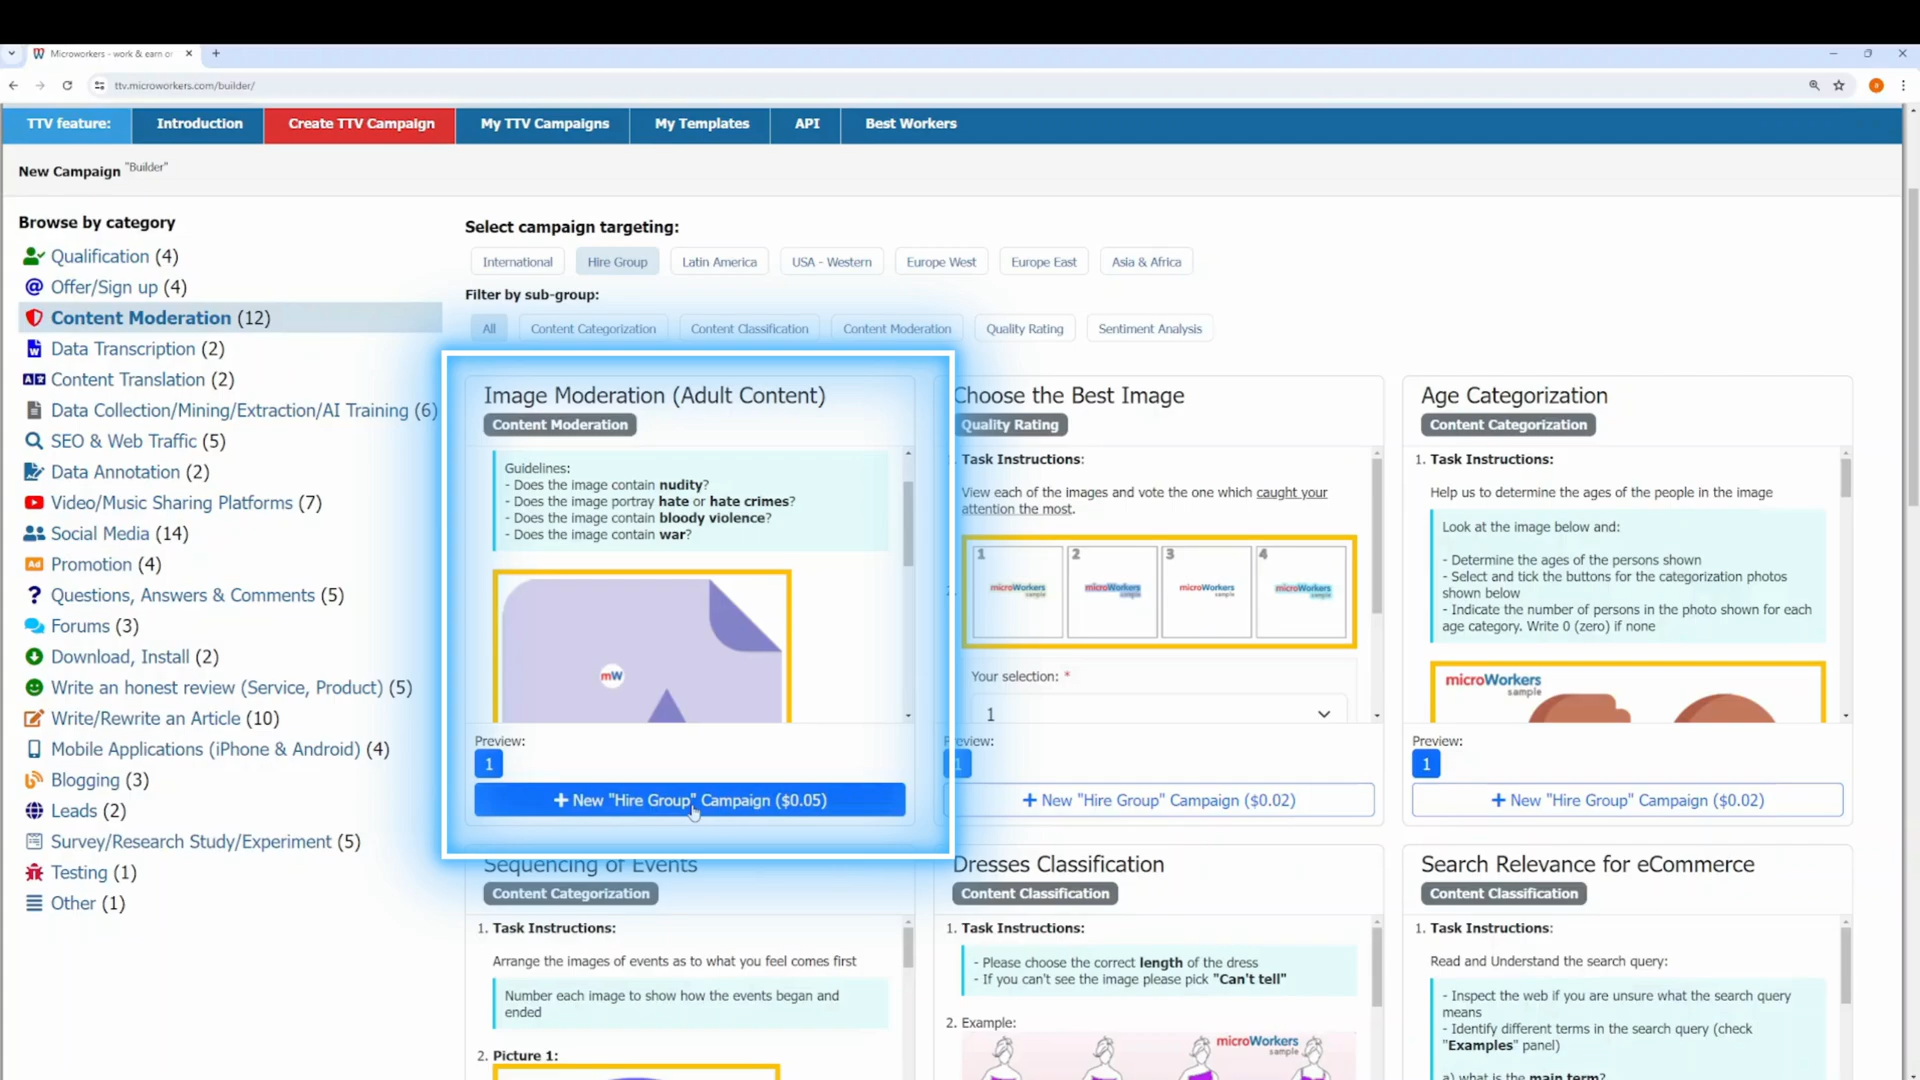 Microworkers - work & earn or
ttv.microworkers.com/builder/
TTV feature:
Introduction
Create TTV Campaign
My TTV Campaigns
My Templates
API
Best Workers
New Campaign "Builder"
Browse by category
Qualification (4)
Offer/Sign up (4)
Content Moderation (12)
Data Transcription (2)
Content Translation (2)
Data Collection/Mining/Extraction/AI Training (6)
SEO & Web Traffic (5)
Data Annotation (2)
Video/Music Sharing Platforms (7)
Social Media (14)
Promotion (4)
Questions, Answers & Comments (5)
Forums (3)
Download, Install (2)
Write an honest review (Service, Product) (5)
Write/Rewrite an Article (10)
Mobile Applications (iPhone & Android) (4)
Blogging (3)
Leads (2)
Survey/Research Study/Experiment (5)
Testing (1)
Other (1)
Select campaign targeting:
International
Hire Group
Latin America
USA - Western
Europe West
Europe East
Asia & Africa
Filter by sub-group:
All
Content Categorization
Content Classification
Content Moderation
Quality Rating
Sentiment Analysis
Image Moderation (Adult Content)
Content Moderation
Guidelines:
- Does the image contain nudity?
- Does the image portray hate or hate crimes?
- Does the image contain bloody violence?
- Does the image contain war?
mW
Preview:
1
+ New "Hire Group" Campaign ($0.05)
Choose the Best Image
Quality Rating
Task Instructions:
View each of the images and vote the one which caught your
attention the most.
1 2 3 4
microWorkers sample
microWorkers sample
microWorkers sample
microWorkers sample
Your selection: *
1
Preview:
1
+ New "Hire Group" Campaign ($0.02)
Age Categorization
Content Categorization
1. Task Instructions:
Help us to determine the ages of the people in the image
Look at the image below and:
- Determine the ages of the persons shown
- Select and tick the buttons for the categorization photos
shown below
- Indicate the number of persons in the photo shown for each
age category. Write 0 (zero) if none
microWorkers
sample
Preview:
1
+ New "Hire Group" Campaign ($0.02)
Sequencing of Events
Content Categorization
1. Task Instructions:
Arrange the images of events as to what you feel comes first
Number each image to show how the events began and
ended
2. Picture 1:
Dresses Classification
Content Classification
1. Task Instructions:
- Please choose the correct length of the dress
- If you can't see the image please pick "Can't tell"
2. Example:
microWorkers
sample
Search Relevance for eCommerce
Content Classification
1. Task Instructions:
Read and Understand the search query:
- Inspect the web if you are unsure what the search query
means
- Identify different terms in the search query (check
"Examples" panel)
a) what is the main term?